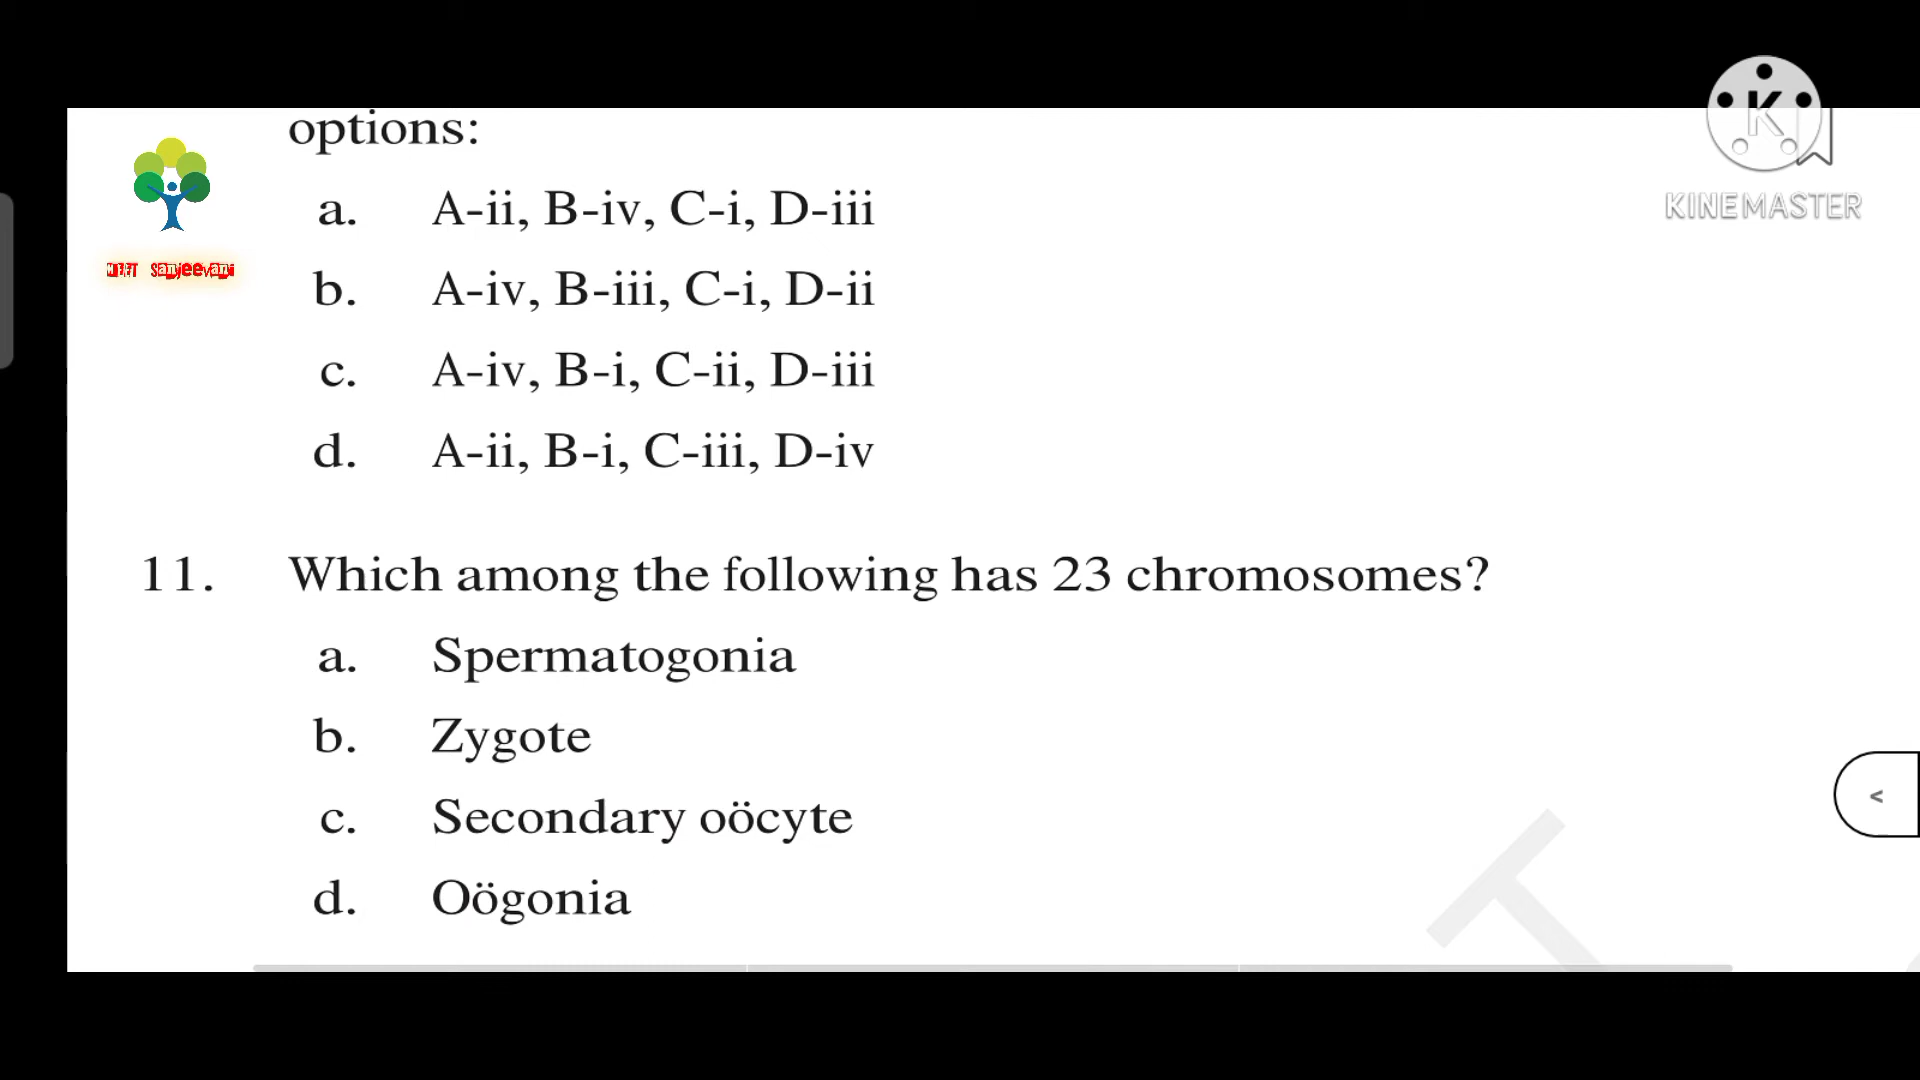 options:
a. A-ii, B-iv, C-i, D-iii
b. A-iv, B-iii, C-i, D-ii
c. A-iv, B-i, C-ii, D-iii
d. A-ii, B-i, C-iii, D-iv
11. Which among the following has 23 chromosomes?
a. Spermatogonia
b. Zygote
c. Secondary oöcyte
d. Oögonia
K
KINEMASTER
<
T